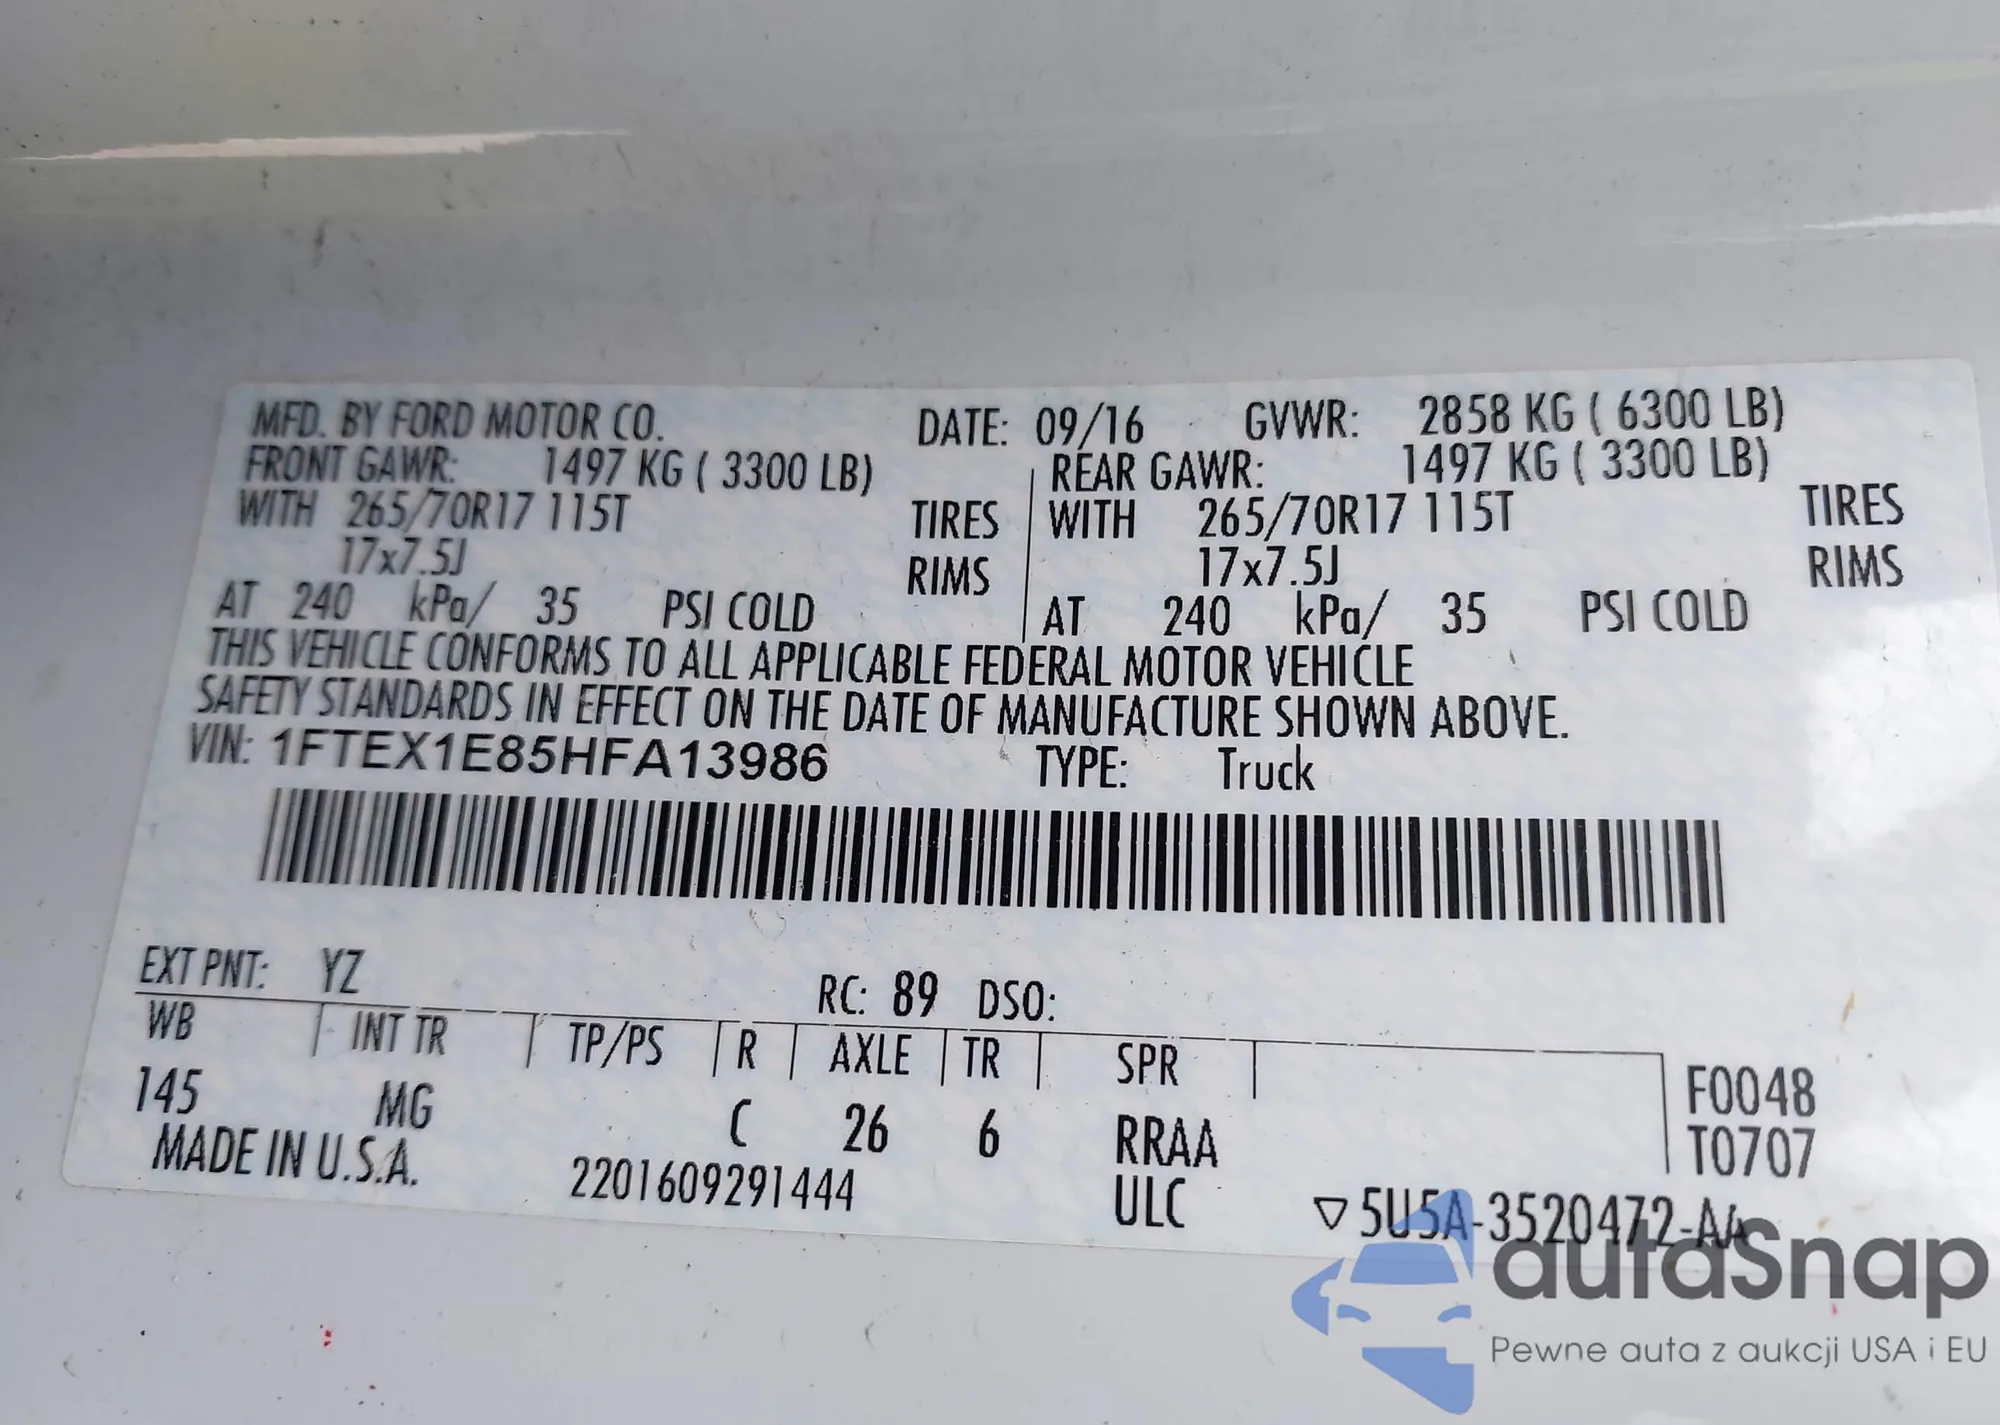 MFD. BY FORD MOTOR CO. DATE: 09/16 GVWR: 2858 KG ( 6300 LB)
FRONT GAWR: 1497 KG ( 3300 LB) REAR GAWR: 1497 KG ( 3300 LB)
WITH 265/70R17 115T TIRES WITH 265/70R17 115T TIRES
17x7.5J RIMS 17x7.5J RIMS
AT 240 kPa/ 35 PSI COLD AT 240 kPa/ 35 PSI COLD
THIS VEHICLE CONFORMS TO ALL APPLICABLE FEDERAL MOTOR VEHICLE
SAFETY STANDARDS IN EFFECT ON THE DATE OF MANUFACTURE SHOWN ABOVE.
VIN: 1FTEX1E85HFA13986 TYPE: Truck
EXT PNT: YZ RC: 89 DSO:
WB INT TR TP/PS R AXLE TR SPR
145 MG C 26 6 RRAA F0048
T0707
MADE IN U.S.A. 2201609291444 ULC ▽5U5A-3520472-AA
autoSnap
Pewne auta z aukcji USA i EU